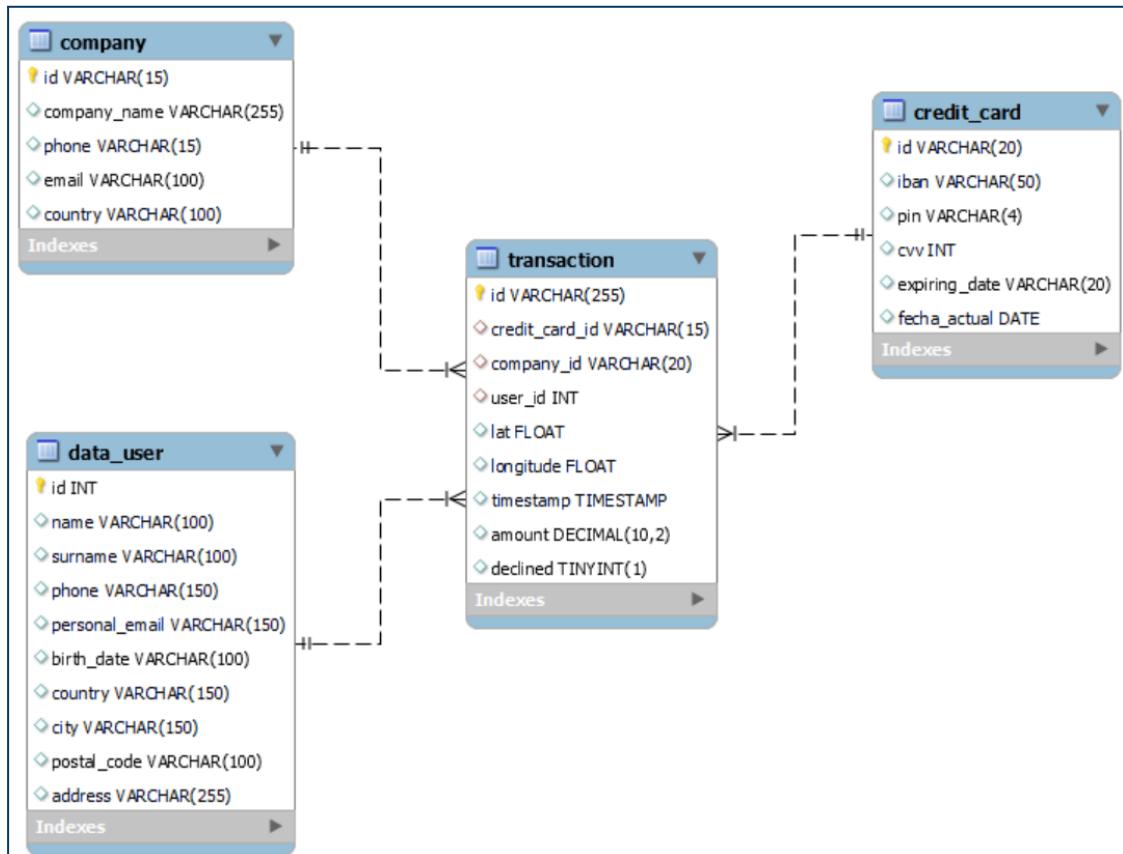 company
id VARCHAR(15)
company_name VARCHAR(255)
phone VARCHAR(15)
email VARCHAR(100)
country VARCHAR(100)
Indexes
data_user
id INT
name VARCHAR(100)
surname VARCHAR(100)
phone VARCHAR(150)
personal_email VARCHAR(150)
birth_date VARCHAR(100)
country VARCHAR(150)
city VARCHAR(150)
postal_code VARCHAR(100)
address VARCHAR(255)
Indexes
transaction
id VARCHAR(255)
credit_card_id VARCHAR(15)
company_id VARCHAR(20)
user_id INT
lat FLOAT
longitude FLOAT
timestamp TIMESTAMP
amount DECIMAL(10,2)
declined TINYINT(1)
Indexes
credit_card
id VARCHAR(20)
iban VARCHAR(50)
pin VARCHAR(4)
cvv INT
expiring_date VARCHAR(20)
fecha_actual DATE
Indexes